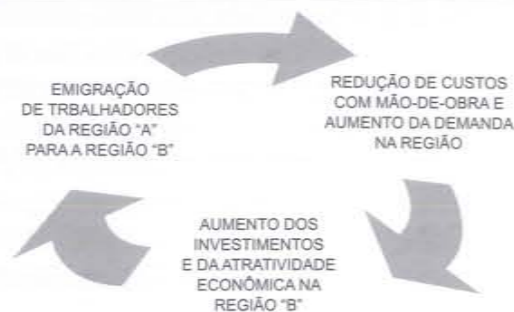 EMIGRAÇÃO
DE TRBALHADORES
DA REGIÃO "A"
PARA A REGIÃO "B"
REDUÇÃO DE CUSTOS
COM MÃO-DE-OBRA E
AUMENTO DA DEMANDA
NA REGIÃO
AUMENTO DOS
INVESTIMENTOS
E DA ATRATIVIDADE
ECONÔMICA NA
REGIÃO "B"